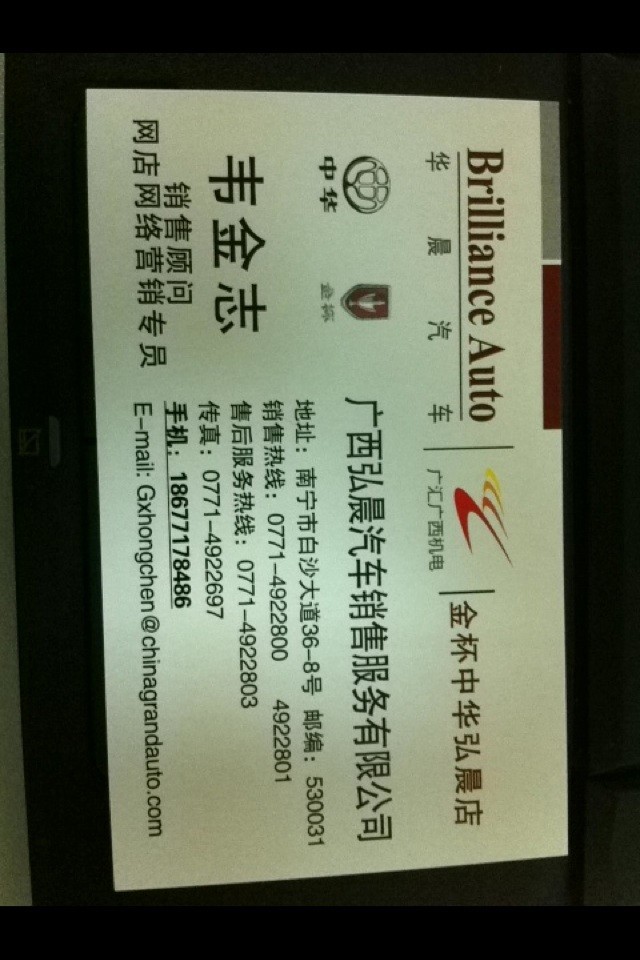 Brilliance Auto
华晨汽车
广汇广西机电
金杯中华弘晨店
中华
金杯
韦金志
销售顾问
网店网络营销专员
广西弘晨汽车销售服务有限公司
地址：南宁市白沙大道36-8号 邮编：530031
销售热线：0771-4922800 4922801
售后服务热线：0771-4922803
传真：0771-4922697
手机：18677178486
E-mail: Gxhongchen@chinagrandauto.com